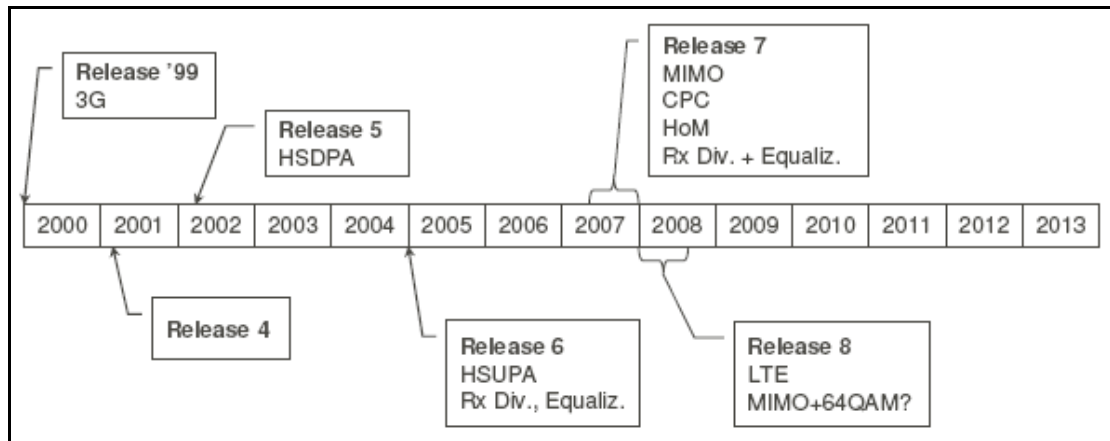 Release '99
3G
Release 5
HSDPA
Release 7
MIMO
CPC
HoM
Rx Div. + Equaliz.
2000 2001 2002 2003 2004 2005 2006 2007 2008 2009 2010 2011 2012 2013
Release 4
Release 6
HSUPA
Rx Div., Equaliz.
Release 8
LTE
MIMO+64QAM?